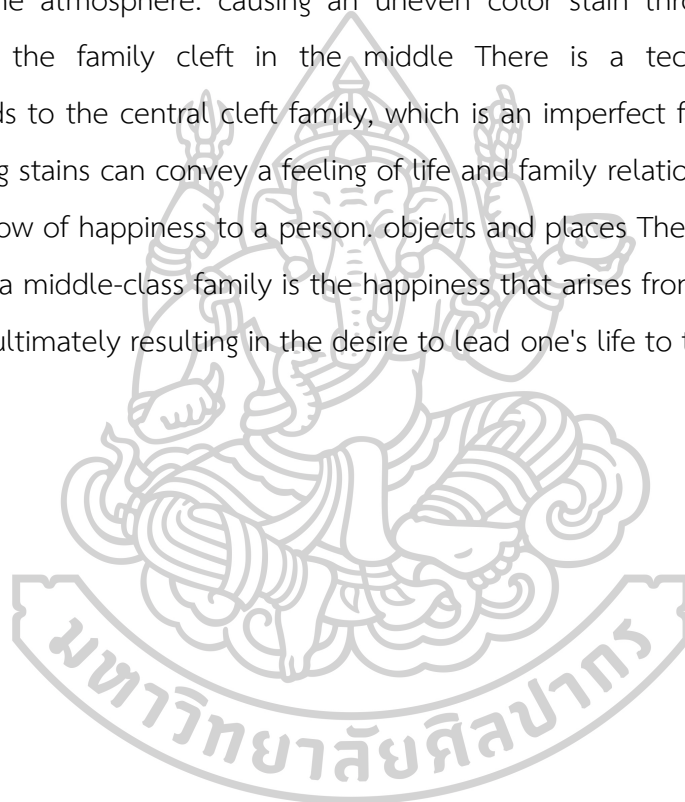 ne atmosphere. causing an uneven color stain thr
the family cleft in the middle There is a tec
ds to the central cleft family, which is an imperfect f
g stains can convey a feeling of life and family relatio
ow of happiness to a person. objects and places The
a middle-class family is the happiness that arises fror
ultimately resulting in the desire to lead one's life to t
มหาวิทยาลัยศิลปากร